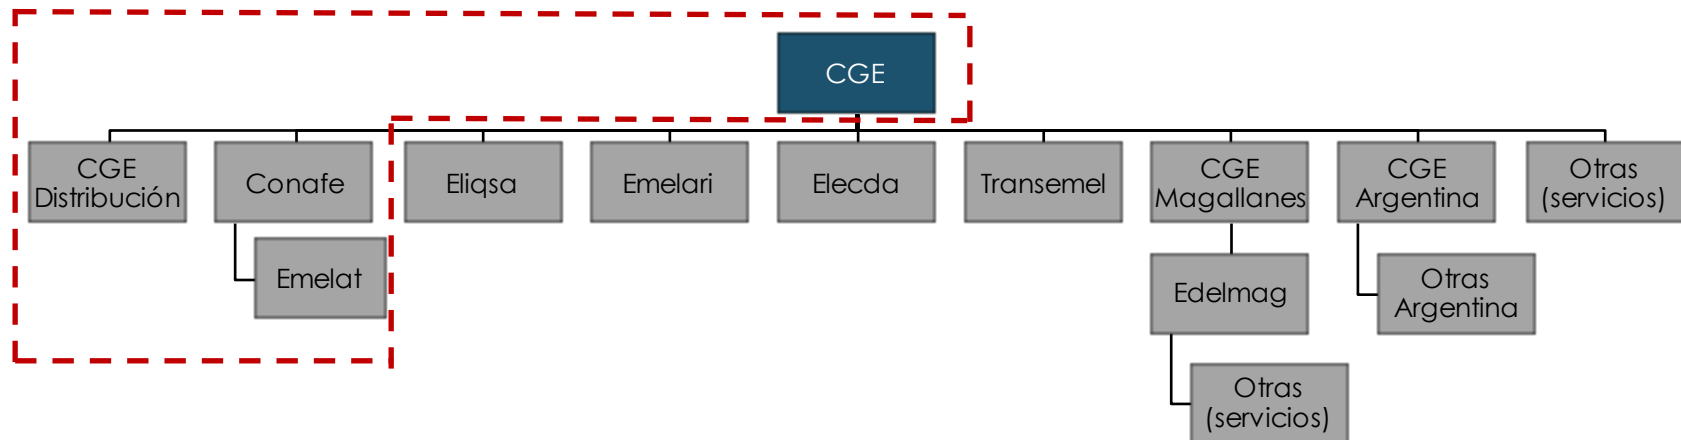 CGE
CGE
Distribución
Conafe
Eliqsa
Emelari
Elecda
Transemel
CGE
Magallanes
CGE
Argentina
Otras
(servicios)
Emelat
Edelmag
Otras
Argentina
Otras
(servicios)